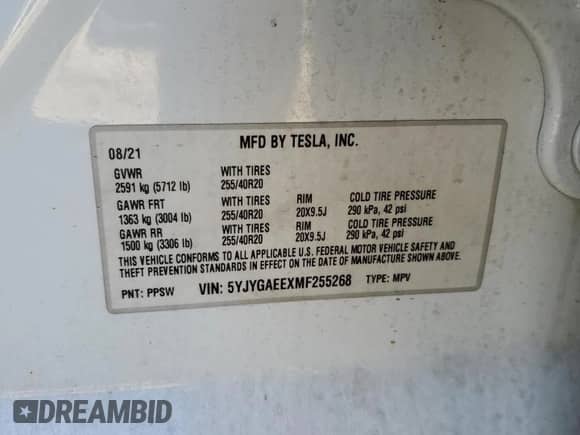 MFD BY TESLA, INC.
08/21
GVWR WITH TIRES
2591 kg (5712 lb) 255/40R20
GAWR FRT WITH TIRES RIM COLD TIRE PRESSURE
1363 kg (3004 lb) 255/40R20 20X9.5J 290 kPa, 42 psi
GAWR RR WITH TIRES RIM COLD TIRE PRESSURE
1500 kg (3306 lb) 255/40R20 20X9.5J 290 kPa, 42 psi
THIS VEHICLE CONFORMS TO ALL APPLICABLE U.S. FEDERAL MOTOR VEHICLE SAFETY AND
THEFT PREVENTION STANDARDS IN EFFECT ON THE DATE OF MANUFACTURE SHOWN ABOVE.
PNT: PPSW VIN: 5YJYGAEEXMF255268 TYPE: MPV
DREAMBID